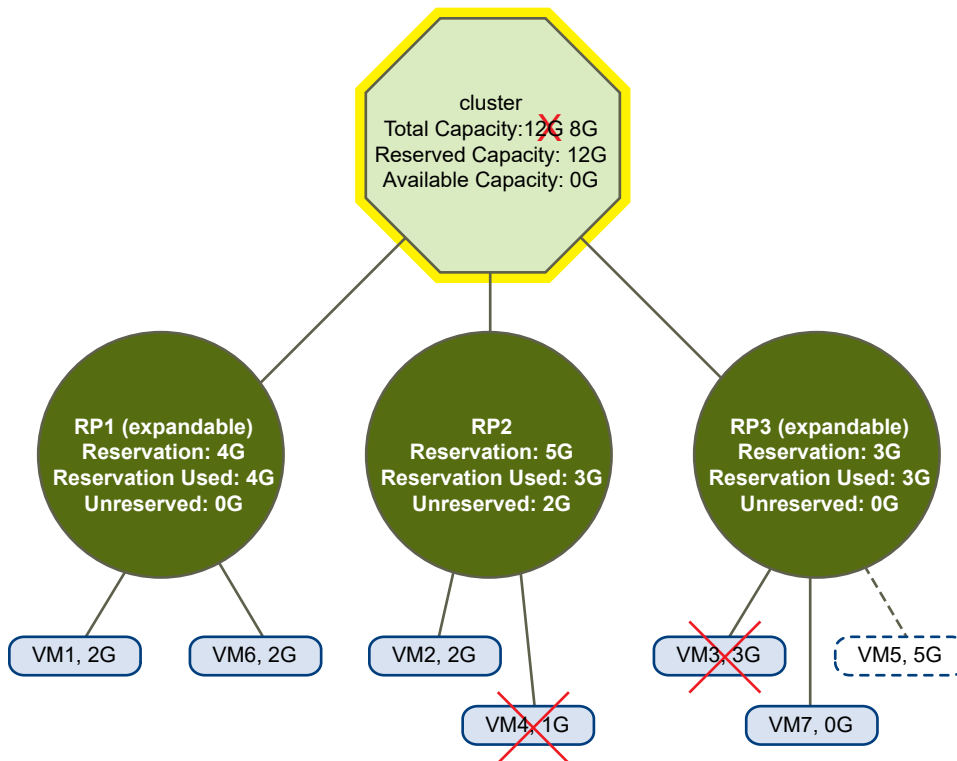 cluster
Total Capacity:12G 8G
Reserved Capacity: 12G
Available Capacity: 0G
RP1 (expandable)
Reservation: 4G
Reservation Used: 4G
Unreserved: 0G
RP2
Reservation: 5G
Reservation Used: 3G
Unreserved: 2G
RP3 (expandable)
Reservation: 3G
Reservation Used: 3G
Unreserved: 0G
VM1, 2G
VM6, 2G
VM2, 2G
VM3, 3G
VM5, 5G
VM4, 1G
VM7, 0G